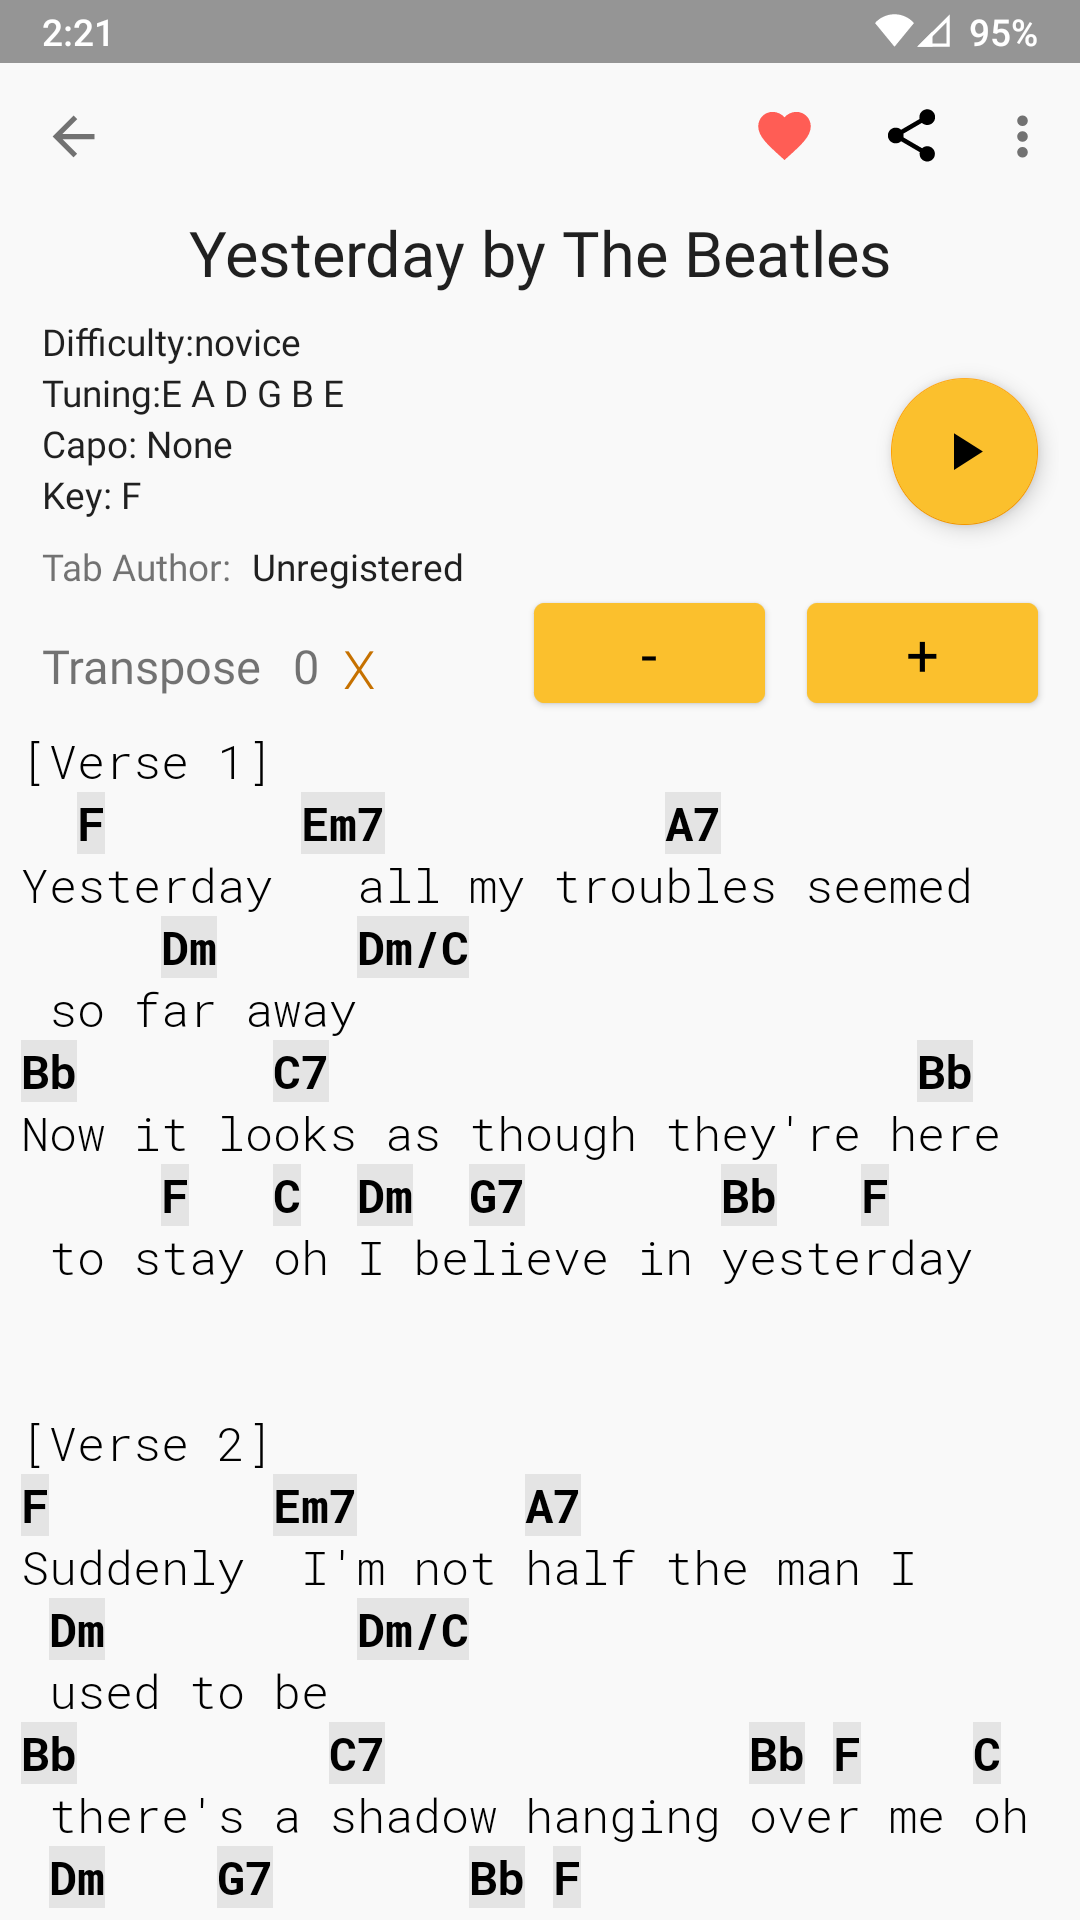 2:21 95%
Yesterday by The Beatles
Difficulty:novice
Tuning:E A D G B E
Capo: None
Key: F
Tab Author: Unregistered
Transpose 0 X - +
[Verse 1]
  F       Em7          A7
Yesterday   all my troubles seemed
     Dm     Dm/C
 so far away
Bb       C7                     Bb
Now it looks as though they're here
     F   C  Dm  G7       Bb   F
 to stay oh I believe in yesterday
[Verse 2]
F        Em7      A7
Suddenly  I'm not half the man I
 Dm         Dm/C
 used to be
Bb         C7             Bb F    C
 there's a shadow hanging over me oh
 Dm    G7       Bb F